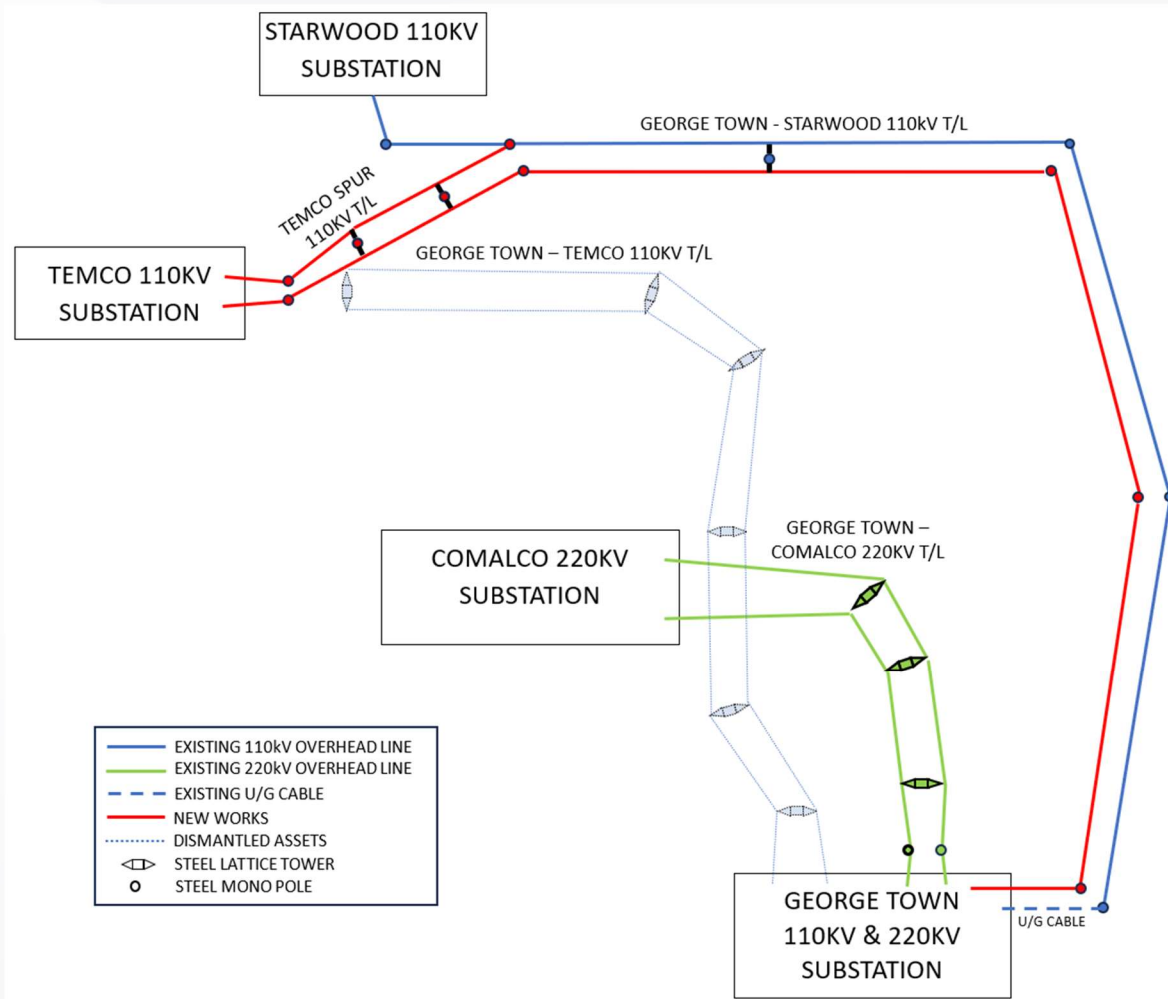 STARWOOD 110KV
SUBSTATION
GEORGE TOWN - STARWOOD 110kV T/L
TEMCO SPUR
110KV T/L
GEORGE TOWN – TEMCO 110KV T/L
TEMCO 110KV
SUBSTATION
GEORGE TOWN –
COMALCO 220KV T/L
COMALCO 220KV
SUBSTATION
EXISTING 110kV OVERHEAD LINE
EXISTING 220kV OVERHEAD LINE
EXISTING U/G CABLE
NEW WORKS
DISMANTLED ASSETS
STEEL LATTICE TOWER
STEEL MONO POLE
GEORGE TOWN
110KV & 220KV
SUBSTATION
U/G CABLE